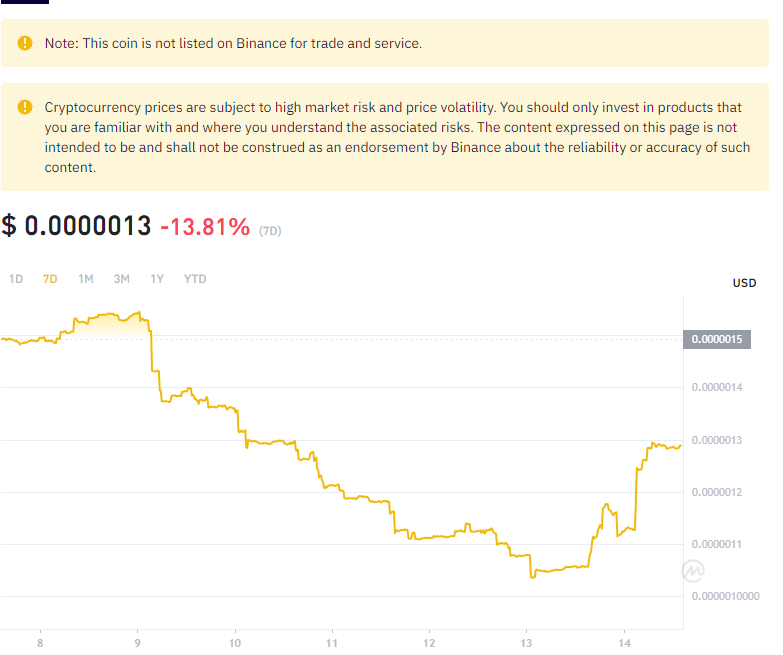 Note: This coin is not listed on Binance for trade and service.
Cryptocurrency prices are subject to high market risk and price volatility. You should only invest in products that
you are familiar with and where you understand the associated risks. The content expressed on this page is not
intended to be and shall not be construed as an endorsement by Binance about the reliability or accuracy of such
content.
$ 0.0000013 -13.81% (7D)
1D 7D 1M 3M 1Y YTD
USD
0.0000015
0.0000014
0.0000013
0.0000012
0.0000011
0.0000010000
8 9 10 11 12 13 14